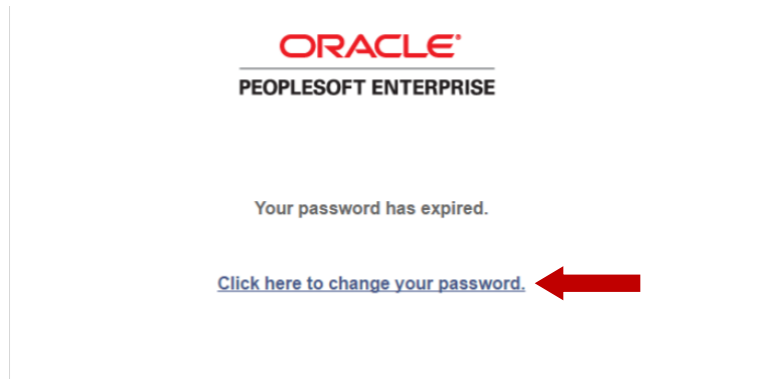 ORACLE®
PEOPLESOFT ENTERPRISE
Your password has expired.
Click here to change your password.